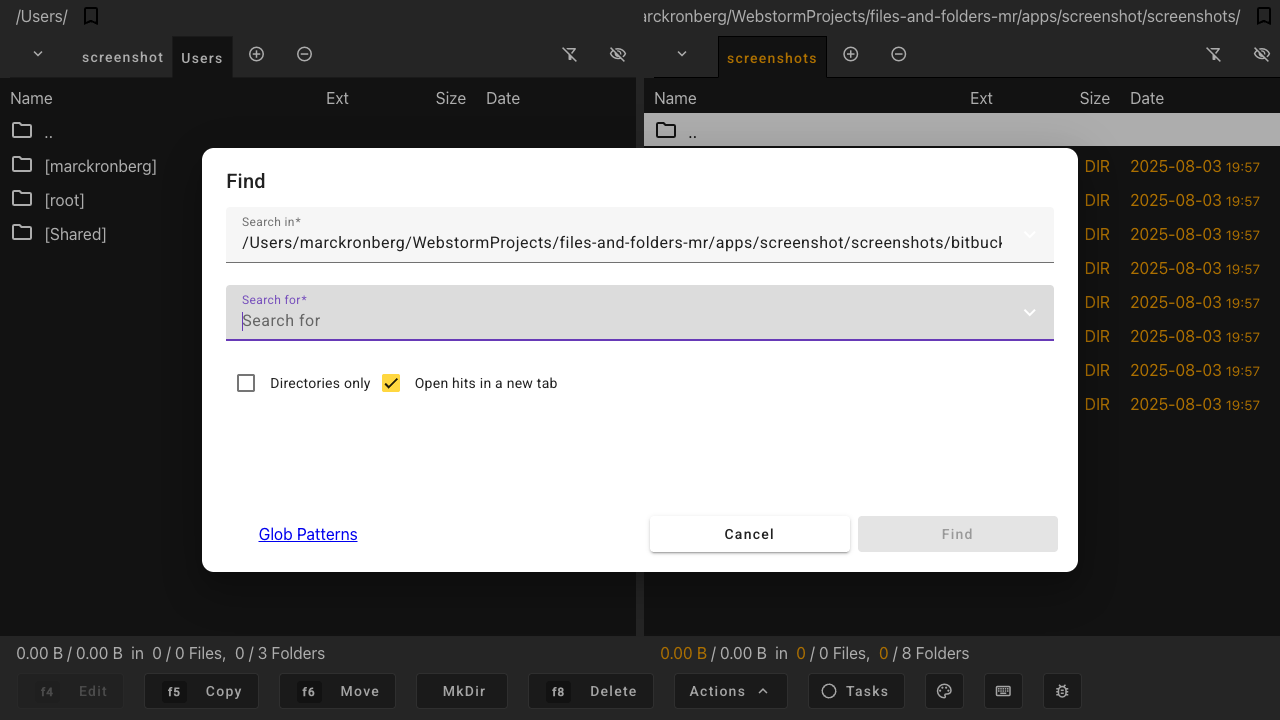 /Users/
rckronberg/WebstormProjects/files-and-folders-mr/apps/screenshot/screenshots/
screenshot
Users
screenshots
Name Ext Size Date
Name Ext Size Date
..
[marckronberg]
[root]
[Shared]
..
DIR 2025-08-03 19:57
DIR 2025-08-03 19:57
DIR 2025-08-03 19:57
DIR 2025-08-03 19:57
DIR 2025-08-03 19:57
DIR 2025-08-03 19:57
DIR 2025-08-03 19:57
DIR 2025-08-03 19:57
Find
Search in*
/Users/marckronberg/WebstormProjects/files-and-folders-mr/apps/screenshot/screenshots/bitbuck
Search for*
Search for
Directories only
Open hits in a new tab
Glob Patterns
Cancel
Find
0.00 B / 0.00 B in 0 / 0 Files, 0 / 3 Folders
0.00 B / 0.00 B in 0 / 0 Files, 0 / 8 Folders
f4 Edit
f5 Copy
f6 Move
MkDir
f8 Delete
Actions
Tasks